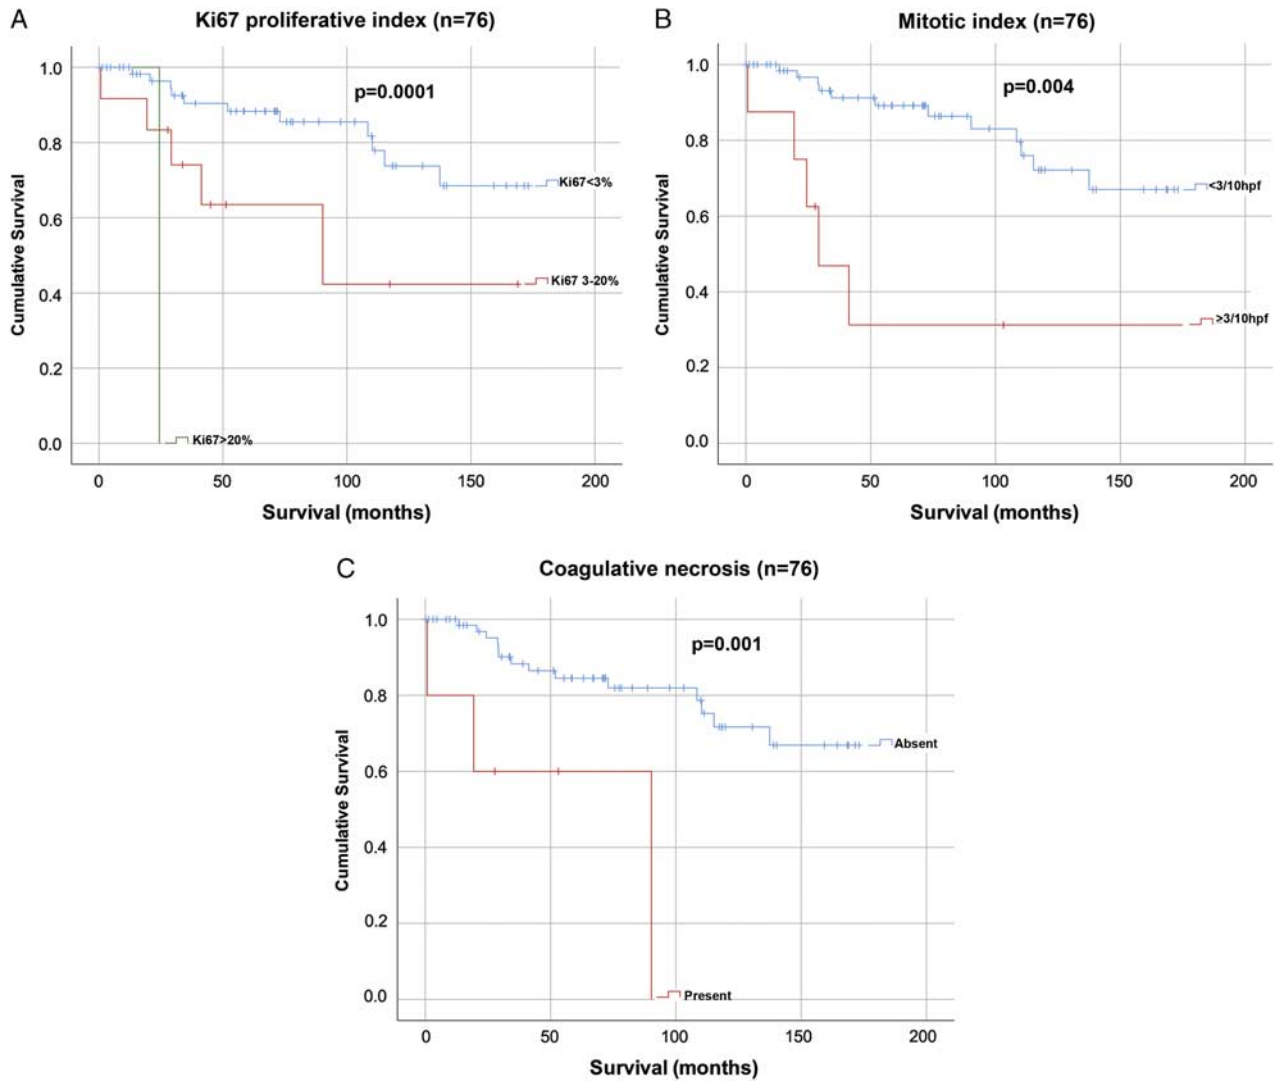 A
Ki67 proliferative index (n=76)
1.0
0.8
0.6
0.4
0.2
0.0
Cumulative Survival
p=0.0001
Ki67<3%
Ki67 3-20%
Ki67>20%
0 50 100 150 200
Survival (months)
B
Mitotic index (n=76)
1.0
0.8
0.6
0.4
0.2
0.0
Cumulative Survival
p=0.004
<3/10hpf
>3/10hpf
0 50 100 150 200
Survival (months)
C
Coagulative necrosis (n=76)
1.0
0.8
0.6
0.4
0.2
0.0
Cumulative Survival
p=0.001
Absent
Present
0 50 100 150 200
Survival (months)